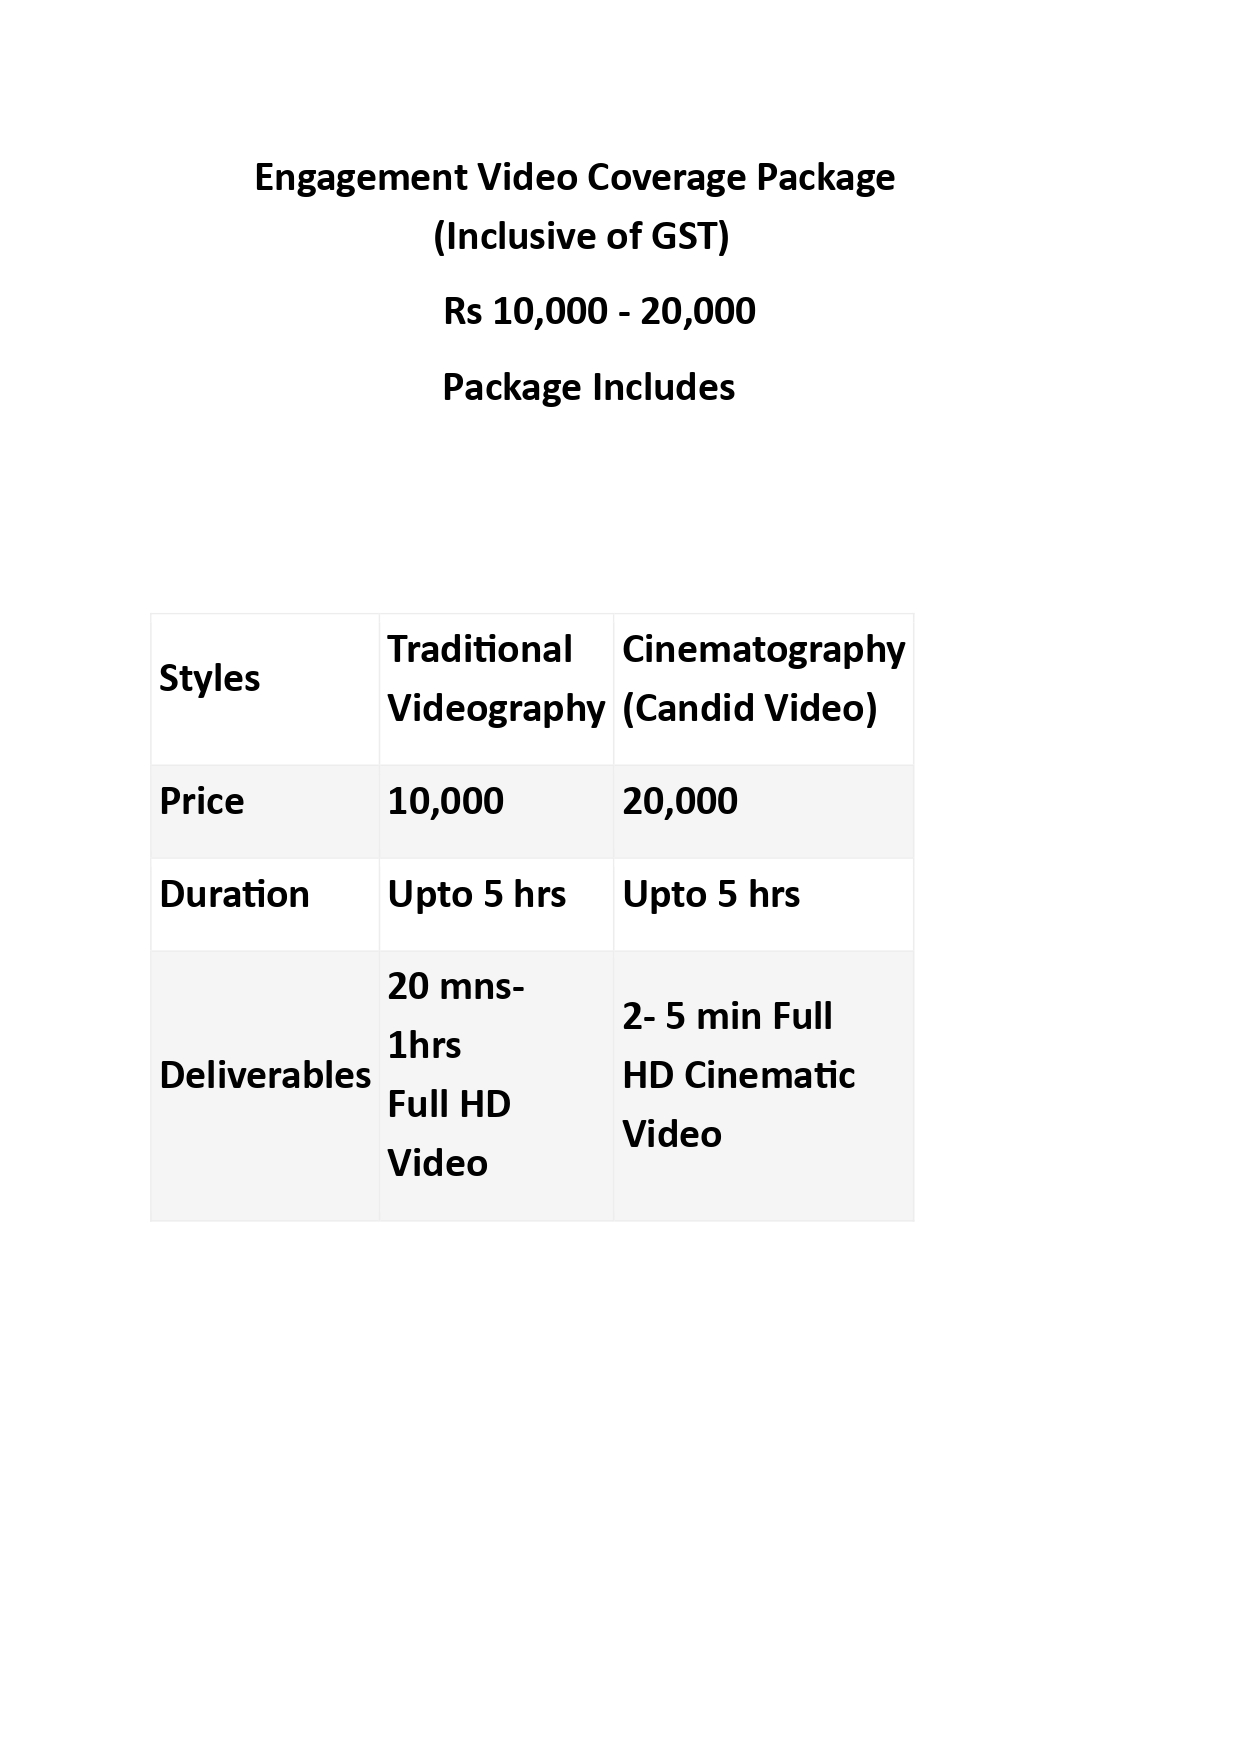 Engagement Video Coverage Package
(Inclusive of GST)
Rs 10,000 - 20,000
Package Includes
Styles
Traditional
Videography
Cinematography
(Candid Video)
Price
10,000
20,000
Duration
Upto 5 hrs
Upto 5 hrs
Deliverables
20 mns-
1hrs
Full HD
Video
2- 5 min Full
HD Cinematic
Video